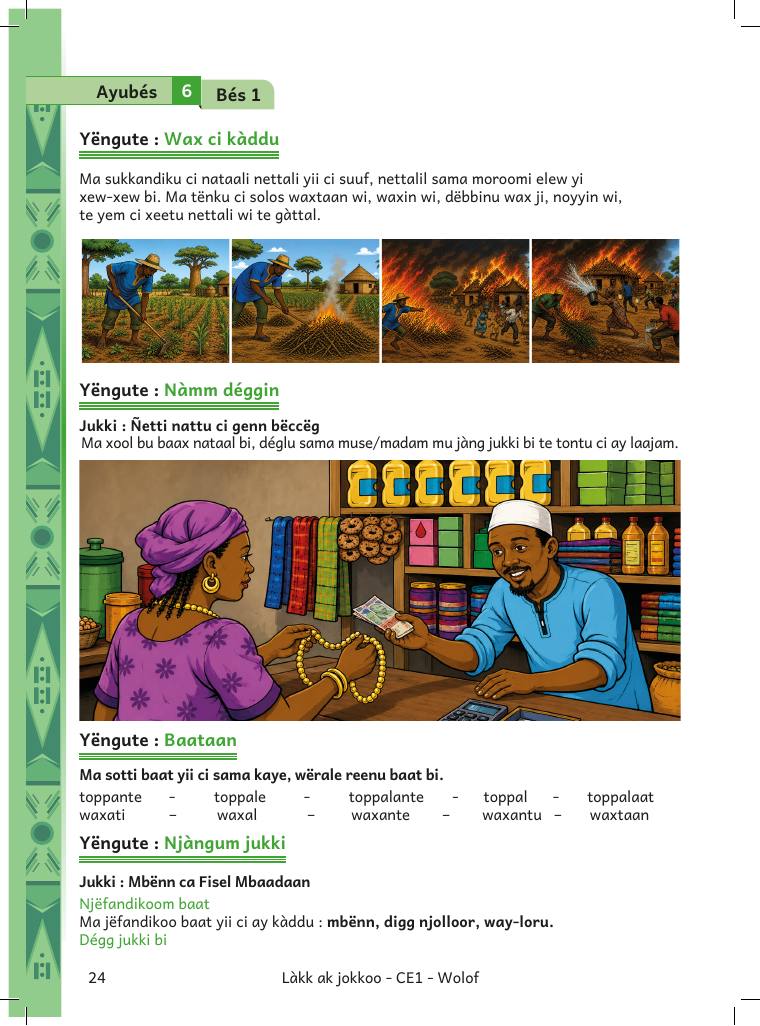 Ayubés 6 Bés 1
Yëngute : Wax ci kàddu
Ma sukkandiku ci nataali nettali yii ci suuf, nettalil sama moroomi elew yi
xew-xew bi. Ma tënku ci solos waxtaan wi, waxin wi, dëbbinu wax ji, noyyin wi,
te yem ci xeetu nettali wi te gàttal.
Yëngute : Nàmm déggin
Jukki : Ñetti nattu ci genn bëccëg
Ma xool bu baax nataal bi, déglu sama muse/madam mu jàng jukki bi te tontu ci ay laajam.
Yëngute : Baataan
Ma sotti baat yii ci sama kaye, wërale reenu baat bi.
toppante - toppale - toppalante - toppal - toppalaat
waxati – waxal – waxante – waxantu – waxtaan
Yëngute : Njàngum jukki
Jukki : Mbënn ca Fisel Mbaadaan
Njëfandikoom baat
Ma jëfandikoo baat yii ci ay kàddu : mbënn, digg njolloor, way-loru.
Dégg jukki bi
24 Làkk ak jokkoo - CE1 - Wolof